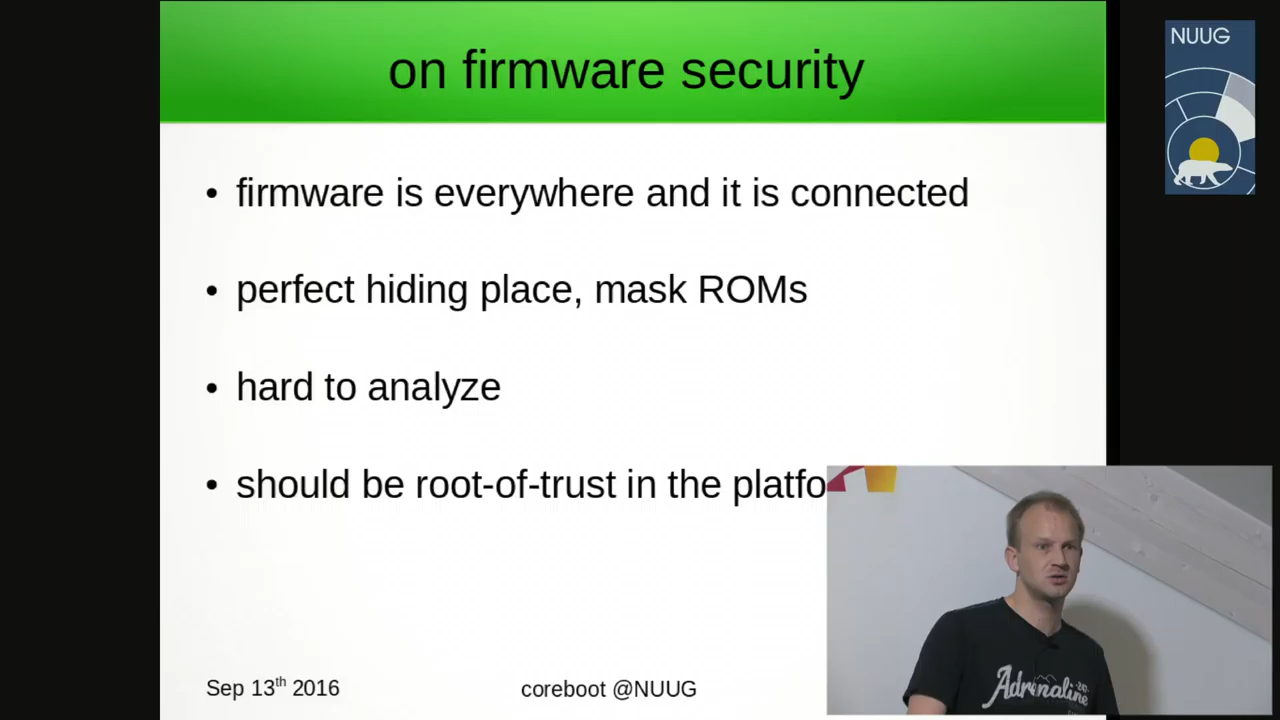 on firmware security
NUUG
• firmware is everywhere and it is connected
• perfect hiding place, mask ROMs
• hard to analyze
• should be root-of-trust in the platfo
Adrenaline
Sep 13th 2016
coreboot @NUUG